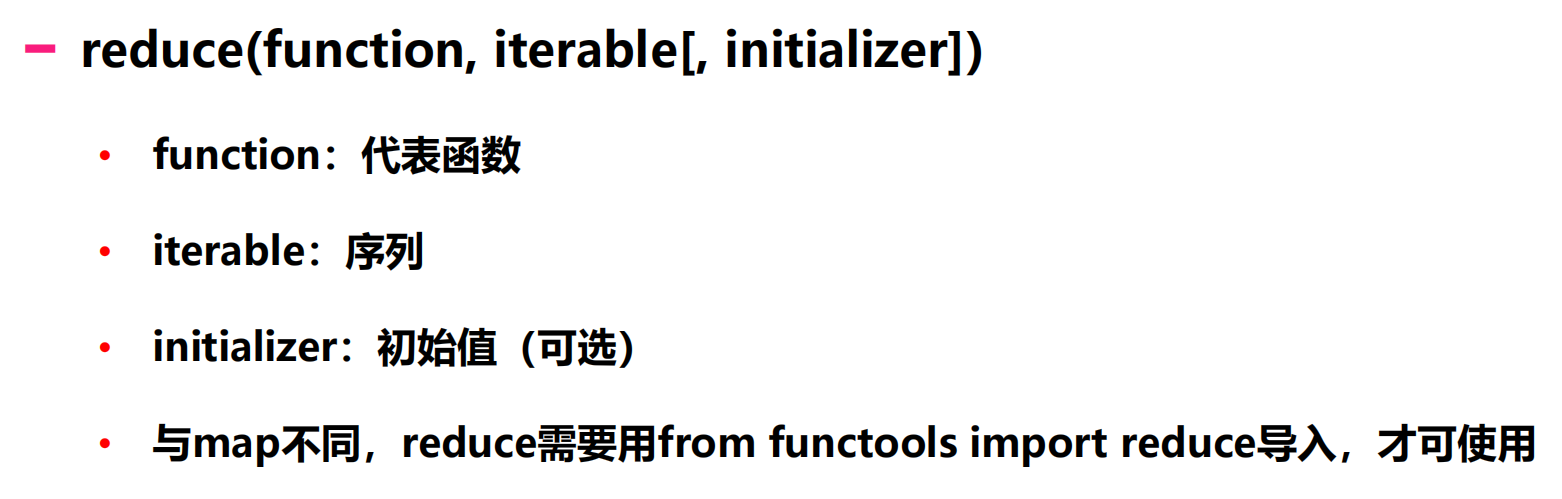 – reduce(function, iterable[, initializer])
• function：代表函数
• iterable：序列
• initializer：初始值（可选）
• 与map不同，reduce需要用from functools import reduce导入，才可使用